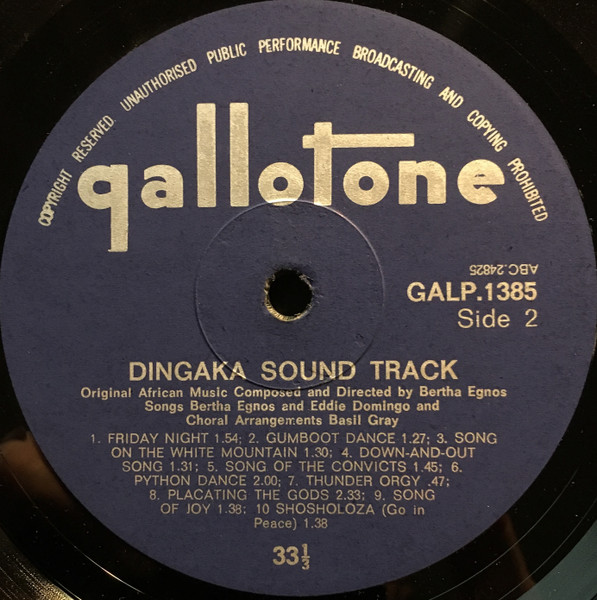 COPYRIGHT RESERVED. UNAUTHORISED PUBLIC PERFORMANCE BROADCASTING AND COPYING PROHIBITED
gallotone
ABC.24825
GALP.1385
Side 2
DINGAKA SOUND TRACK
Original African Music Composed and Directed by Bertha Egnos
Songs Bertha Egnos and Eddie Domingo and
Choral Arrangements Basil Gray
1. FRIDAY NIGHT 1.54; 2. GUMBOOT DANCE 1.27; 3. SONG
ON THE WHITE MOUNTAIN 1.30; 4. DOWN-AND-OUT
SONG 1.31; 5. SONG OF THE CONVICTS 1.45; 6.
PYTHON DANCE 2.00; 7. THUNDER ORGY .47;
8. PLACATING THE GODS 2.33; 9. SONG
OF JOY 1.38; 10 SHOSHOLOZA (Go in
Peace) 1.38
33⅓